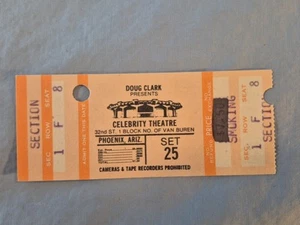 SECTION
SEC. ROW SEAT
1 F 8
DOUG CLARK
PRESENTS
CELEBRITY THEATRE
32nd ST. 1 BLOCK NO. OF VAN BUREN
PHOENIX, ARIZ.
SET
25
CAMERAS & TAPE RECORDERS PROHIBITED
PRICE
SMOKING
SECTION
SEC. ROW SEAT
1 F 8